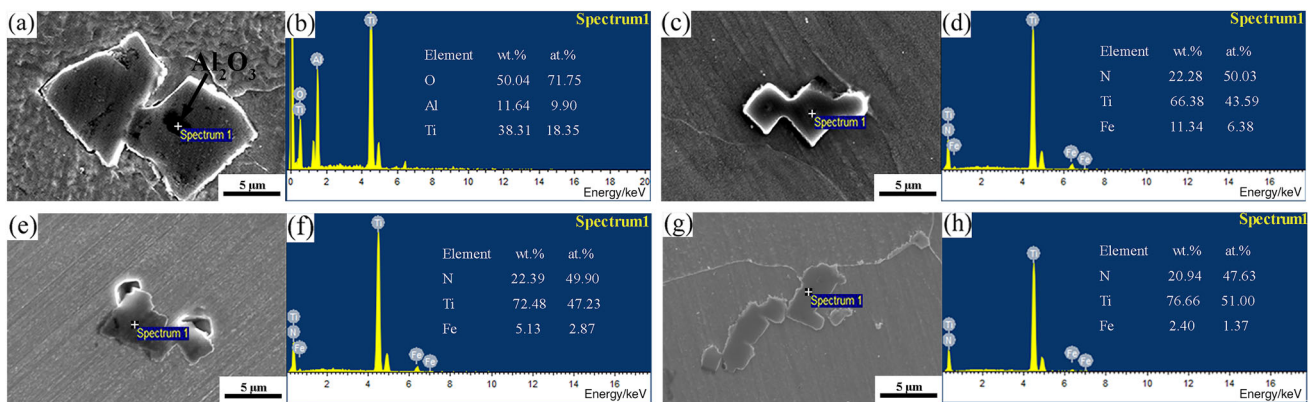 (a)
Al2O3
Spectrum 1
5 μm
(b)
Spectrum1
Ti
Al
O
Ti
Element wt.% at.%
O 50.04 71.75
Al 11.64 9.90
Ti 38.31 18.35
0 2 4 6 8 10 12 14 16 18 20
Energy/keV
(c)
Spectrum 1
5 μm
(d)
Spectrum1
Ti
Ti
N
Fe
Fe
Fe
Element wt.% at.%
N 22.28 50.03
Ti 66.38 43.59
Fe 11.34 6.38
2 4 6 8 10 12 14 16
Energy/keV
(e)
Spectrum 1
5 μm
(f)
Spectrum1
Ti
Ti
N
Fe
Fe
Fe
Element wt.% at.%
N 22.39 49.90
Ti 72.48 47.23
Fe 5.13 2.87
2 4 6 8 10 12 14 16
Energy/keV
(g)
Spectrum 1
5 μm
(h)
Spectrum1
Ti
Ti
N
Fe
Fe
Element wt.% at.%
N 20.94 47.63
Ti 76.66 51.00
Fe 2.40 1.37
2 4 6 8 10 12 14 16
Energy/keV